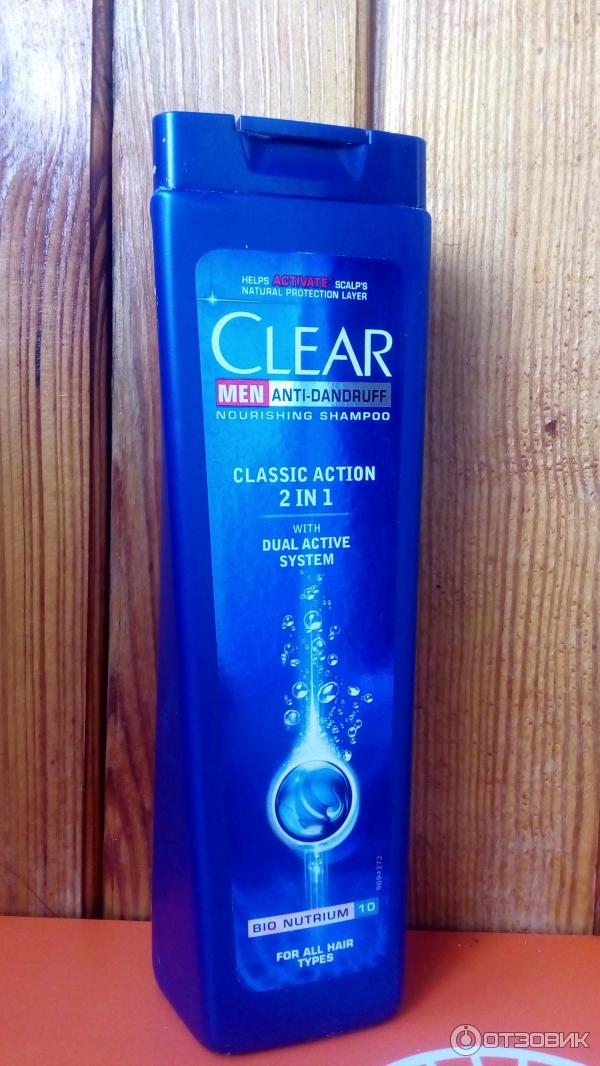 HELPS ACTIVATE SCALP'S
NATURAL PROTECTION LAYER
CLEAR
MEN ANTI-DANDRUFF
NOURISHING SHAMPOO
CLASSIC ACTION
2 IN 1
WITH
DUAL ACTIVE
SYSTEM
9094372
BIO NUTRIUM 10
FOR ALL HAIR
TYPES
ОТЗОВИК